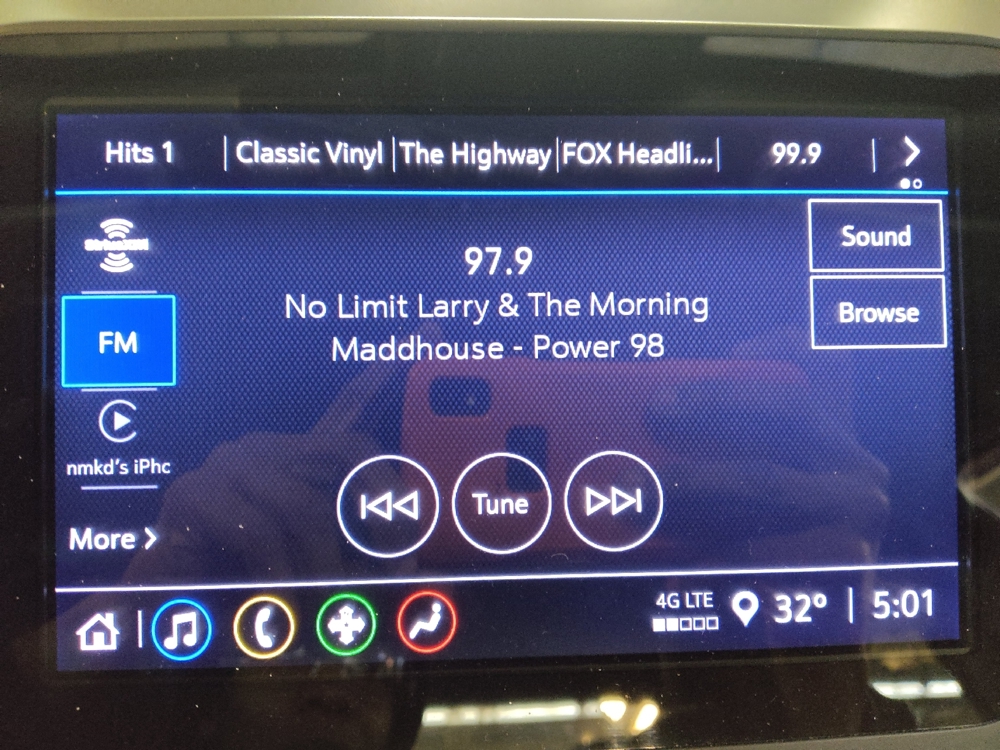 Hits 1
Classic Vinyl
The Highway
FOX Headli...
99.9
SiriusXM
Sound
97.9
No Limit Larry & The Morning
Maddhouse - Power 98
Browse
FM
nmkd's iPhc
Tune
More
4G LTE
32°
5:01